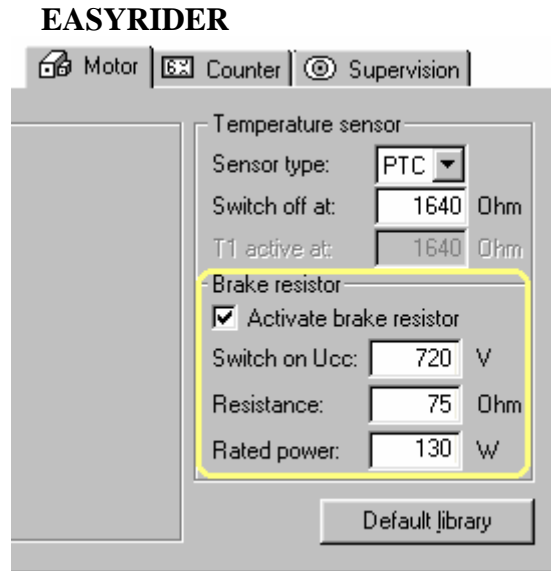 EASYRIDER
Motor Counter Supervision
Temperature sensor
Sensor type: PTC
Switch off at: 1640 Ohm
T1 active at: 1640 Ohm
Brake resistor
Activate brake resistor
Switch on Ucc: 720 V
Resistance: 75 Ohm
Rated power: 130 W
Default library